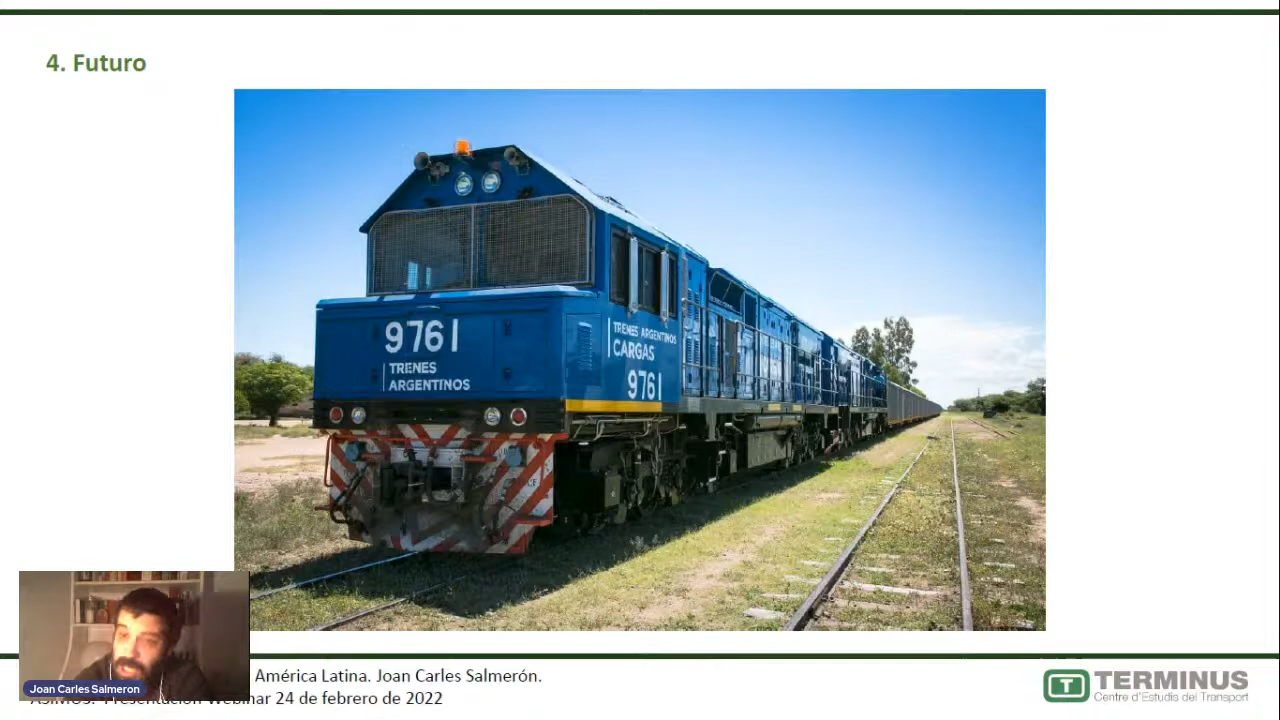 4. Futuro
9761
TRENES
ARGENTINOS
TRENES ARGENTINOS
CARGAS
9761
América Latina. Joan Carles Salmerón.
Presentación Webinar 24 de febrero de 2022
Joan Carles Salmeron
T TERMINUS
Centre d'Estudis del Transport